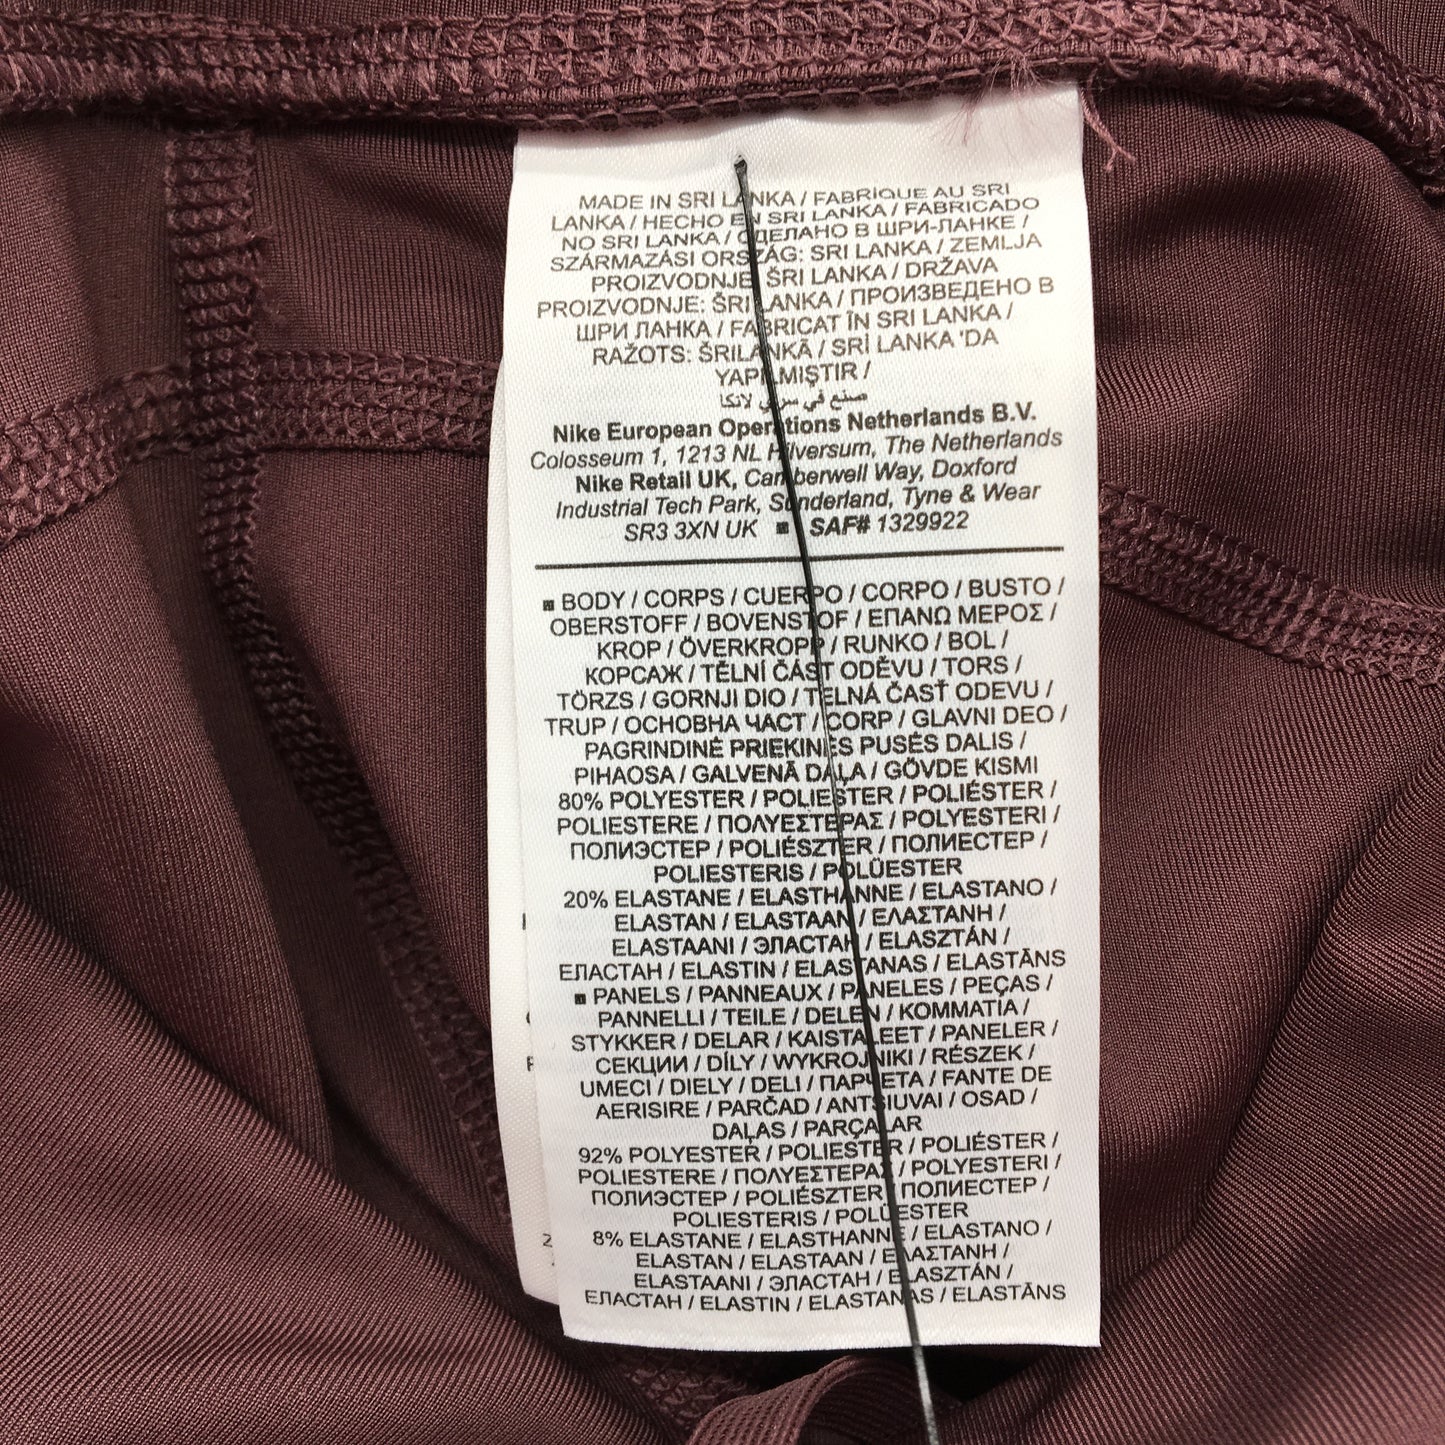 MADE IN SRI LANKA / FABRIQUE AU SRI
LANKA / HECHO EN SRI LANKA / FABRICADO
NO SRI LANKA / СДЕЛАНО В ШРИ-ЛАНКЕ /
SZÁRMAZÁSI ORSZÁG: SRI LANKA / ZEMLJA
PROIZVODNJE: ŠRI LANKA / DRŽAVA
PROIZVODNJE: ŠRI LANKA / ПРОИЗВЕДЕНО В
ШРИ ЛАНКА / FABRICAT ÎN SRI LANKA /
RAŽOTS: ŠRILANKĀ / SRİ LANKA 'DA
YAPILMIŞTIR /
صنع في سري لانكا
Nike European Operations Netherlands B.V.
Colosseum 1, 1213 NL Hilversum, The Netherlands
Nike Retail UK, Camberwell Way, Doxford
Industrial Tech Park, Sunderland, Tyne & Wear
SR3 3XN UK ■ SAF# 1329922
■ BODY / CORPS / CUERPO / CORPO / BUSTO /
OBERSTOFF / BOVENSTOF / ΕΠΑΝΩ ΜΕΡΟΣ /
KROP / ÖVERKROPP / RUNKO / BOL /
КОРСАЖ / TĚLNÍ ČÁST ODĚVU / TORS /
TÖRZS / GORNJI DIO / TELNÁ ČASŤ ODEVU /
TRUP / ОСНОВНА ЧАСТ / CORP / GLAVNI DEO /
PAGRINDINĖ PRIEKINĖS PUSĖS DALIS /
PIHAOSA / GALVENĀ DAĻA / GÖVDE KISMI
80% POLYESTER / POLIESTER / POLIÉSTER /
POLIESTERE / ΠΟΛΥΕΣΤΕΡΑΣ / POLYESTERI /
ПОЛИЭСТЕР / POLIÉSZTER / ПОЛИЕСТЕР /
POLIESTERIS / POLÜESTER
20% ELASTANE / ELASTHANNE / ELASTANO /
ELASTAN / ELASTAAN / ΕΛΑΣΤΑΝΗ /
ELASTAANI / ЭЛАСТАН / ELASZTÁN /
ЕЛАСТАН / ELASTIN / ELASTANAS / ELASTĀNS
■ PANELS / PANNEAUX / PANELES / PEÇAS /
PANNELLI / TEILE / DELEN / ΚΟΜΜΑΤΙΑ /
STYKKER / DELAR / KAISTALEET / PANELER /
СЕКЦИИ / DÍLY / WYKROJNIKI / RÉSZEK /
UMECI / DIELY / DELI / ПАРЧЕТА / FANTE DE
AERISIRE / PARČAD / ANTSIUVAI / OSAD /
DAĻAS / PARÇALAR
92% POLYESTER / POLIESTER / POLIÉSTER /
POLIESTERE / ΠΟΛΥΕΣΤΕΡΑΣ / POLYESTERI /
ПОЛИЭСТЕР / POLIÉSZTER / ПОЛИЕСТЕР /
POLIESTERIS / POLÜESTER
8% ELASTANE / ELASTHANNE / ELASTANO /
ELASTAN / ELASTAAN / ΕΛΑΣΤΑΝΗ /
ELASTAANI / ЭЛАСТАН / ELASZTÁN /
ЕЛАСТАН / ELASTIN / ELASTANAS / ELASTĀNS